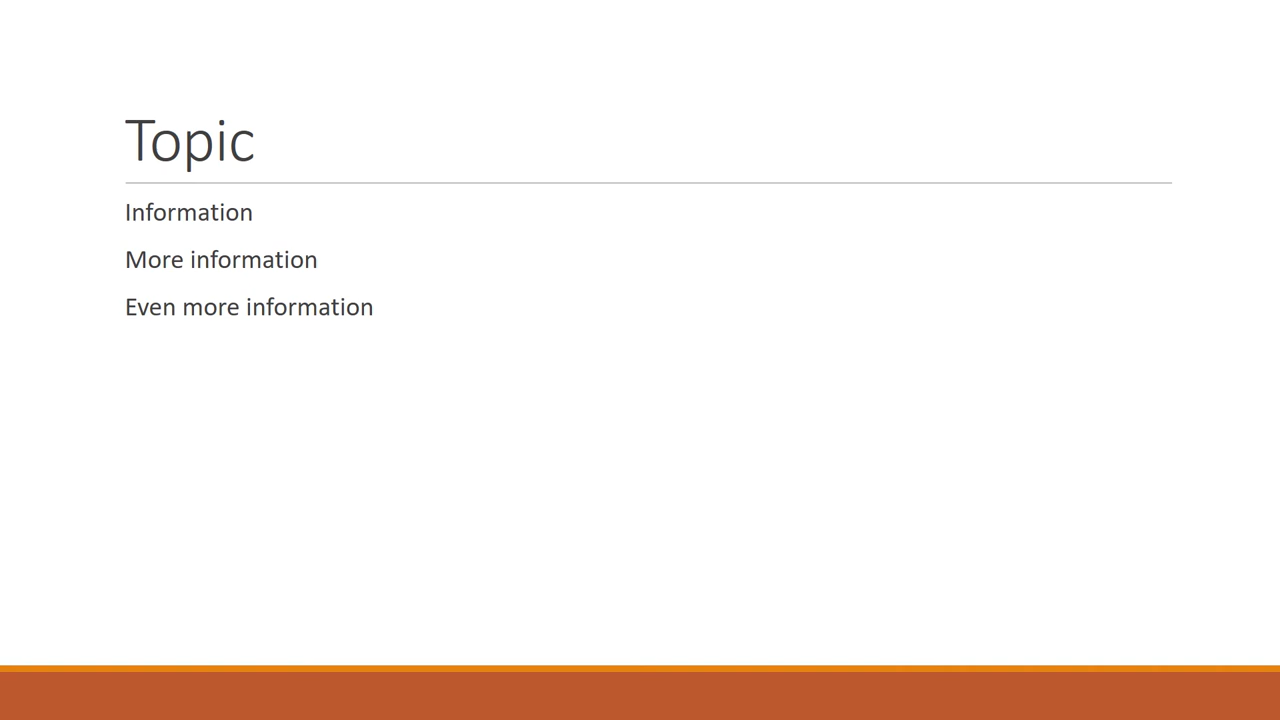 Topic
Information
More information
Even more information